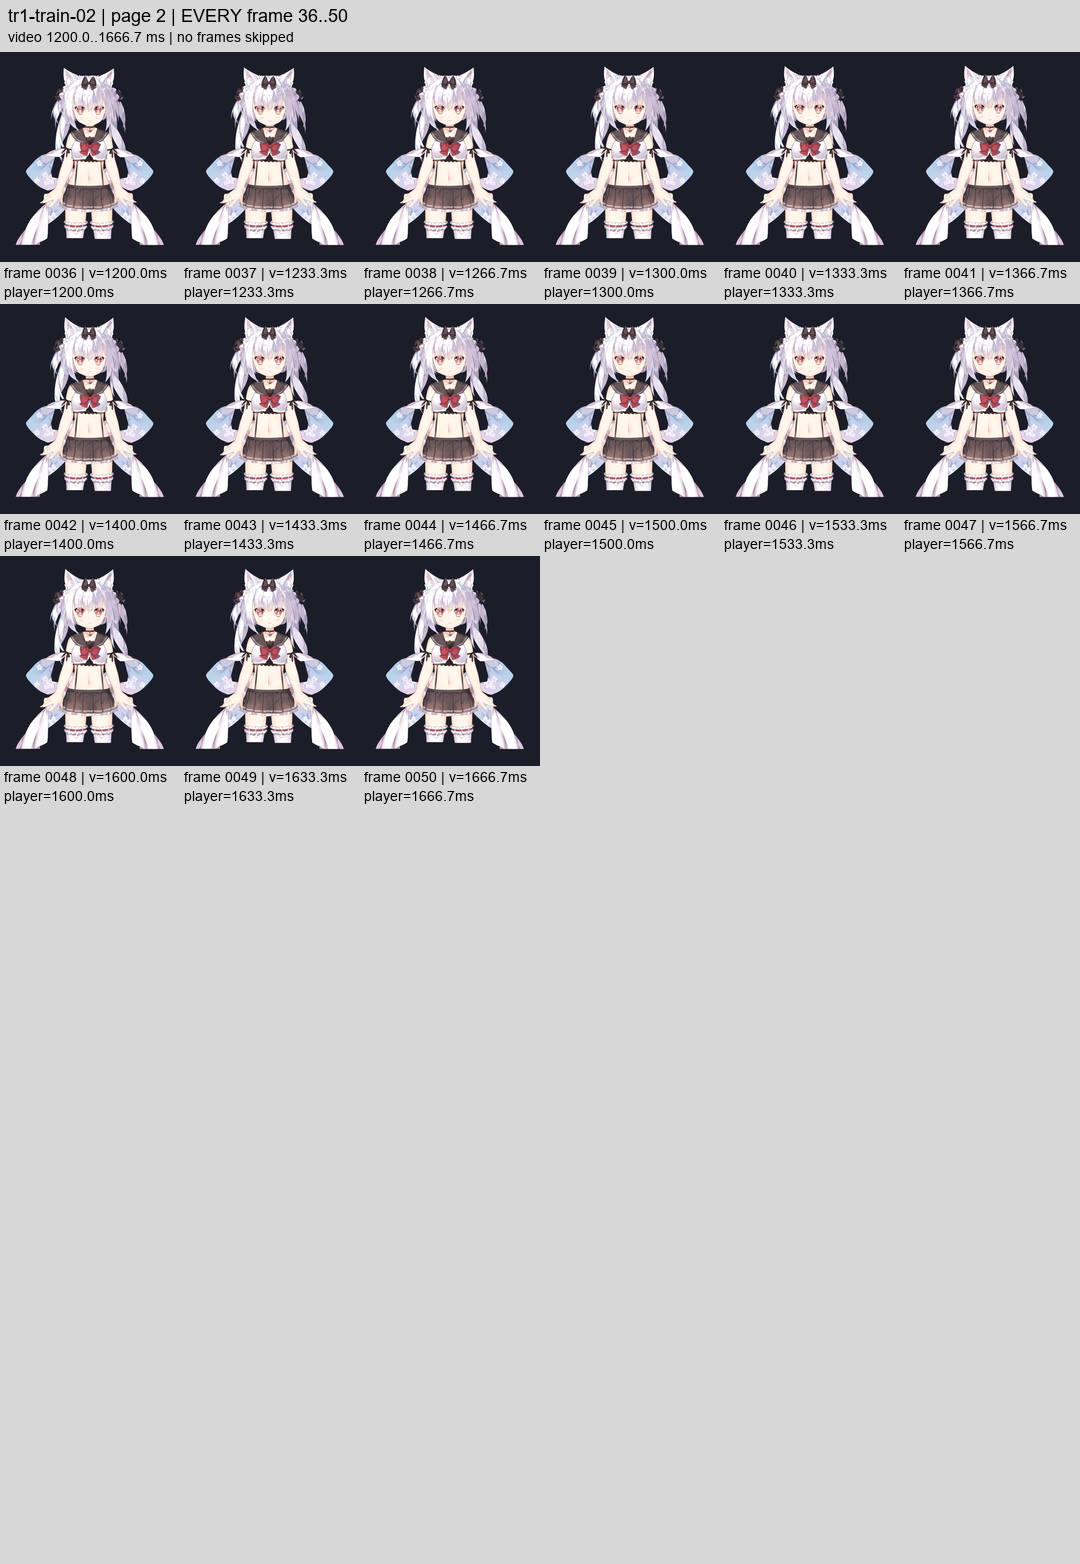 tr1-train-02 | page 2 | EVERY frame 36..50
video 1200.0..1666.7 ms | no frames skipped
frame 0036 | v=1200.0ms
player=1200.0ms
frame 0037 | v=1233.3ms
player=1233.3ms
frame 0038 | v=1266.7ms
player=1266.7ms
frame 0039 | v=1300.0ms
player=1300.0ms
frame 0040 | v=1333.3ms
player=1333.3ms
frame 0041 | v=1366.7ms
player=1366.7ms
frame 0042 | v=1400.0ms
player=1400.0ms
frame 0043 | v=1433.3ms
player=1433.3ms
frame 0044 | v=1466.7ms
player=1466.7ms
frame 0045 | v=1500.0ms
player=1500.0ms
frame 0046 | v=1533.3ms
player=1533.3ms
frame 0047 | v=1566.7ms
player=1566.7ms
frame 0048 | v=1600.0ms
player=1600.0ms
frame 0049 | v=1633.3ms
player=1633.3ms
frame 0050 | v=1666.7ms
player=1666.7ms